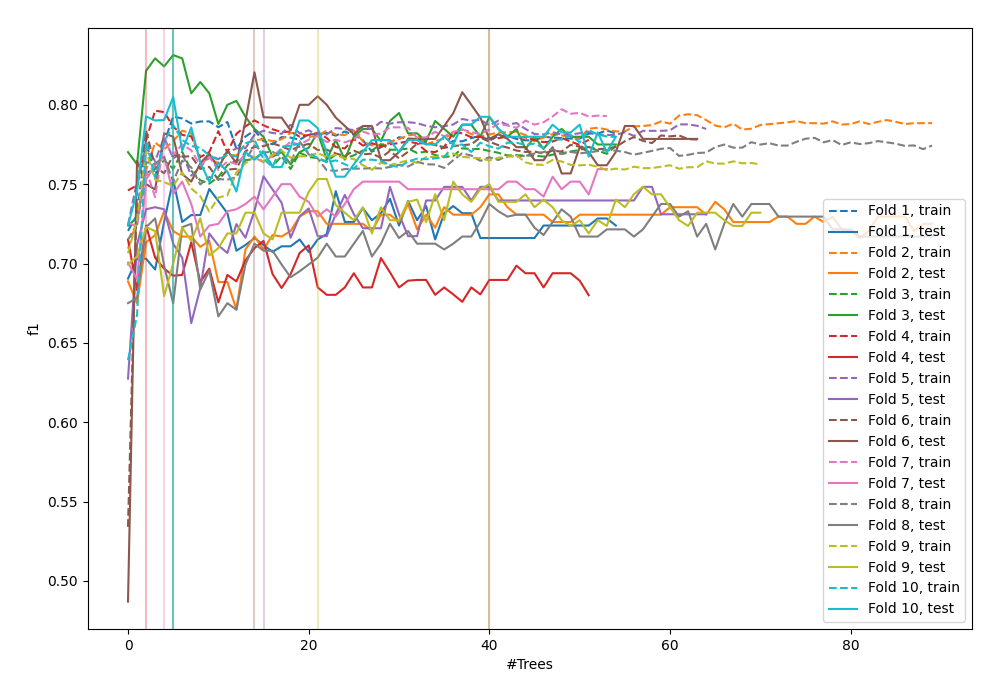 0.80
0.75
0.70
0.65
0.60
0.55
0.50
f1
0
20
40
60
80
#Trees
Fold 1, train
Fold 1, test
Fold 2, train
Fold 2, test
Fold 3, train
Fold 3, test
Fold 4, train
Fold 4, test
Fold 5, train
Fold 5, test
Fold 6, train
Fold 6, test
Fold 7, train
Fold 7, test
Fold 8, train
Fold 8, test
Fold 9, train
Fold 9, test
Fold 10, train
Fold 10, test